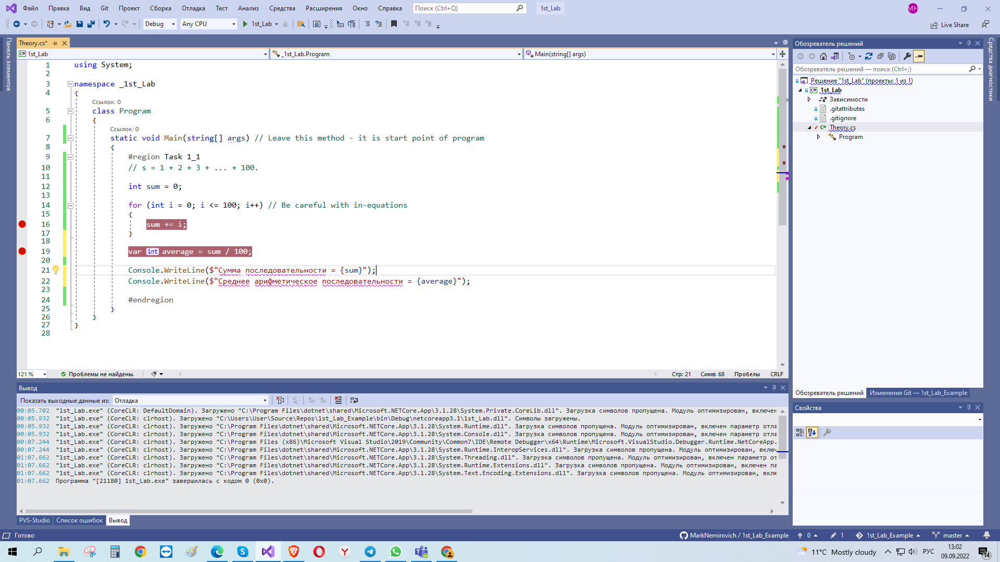 Файл Правка Вид Git Проект Сборка Отладка Тест Анализ Средства Расширения Окно Справка Поиск (Ctrl+Q) 1st_Lab MH
Debug Any CPU 1st_Lab Live Share
Панель элементов
Theory.cs*
1st_Lab _1st_Lab.Program Main(string[] args)
1 using System;
2
3 namespace _1st_Lab
4 {
Ссылок: 0
5 class Program
6 {
Ссылок: 0
7 static void Main(string[] args) // Leave this method - it is start point of program
8 {
9 #region Task 1_1
10 // s = 1 + 2 + 3 + ... + 100.
11
12 int sum = 0;
13
14 for (int i = 0; i <= 100; i++) // Be careful with in-equations
15 {
16 sum += i;
17 }
18
19 var int average = sum / 100;
20
21 Console.WriteLine($"Сумма последовательности = {sum}");
22 Console.WriteLine($"Среднее арифметическое последовательности = {average}");
23
24 #endregion
25 }
26 }
27 }
28
121 % Проблемы не найдены. Стр: 21 Симв: 68 Пробелы CRLF
Вывод
Показать выходные данные из: Отладка
00:05.702 "1st_Lab.exe" (CoreCLR: DefaultDomain). Загружено "C:\Program Files\dotnet\shared\Microsoft.NETCore.App\3.1.28\System.Private.CoreLib.dll". Загрузка символов пропущена. Модуль оптимизирован, включен
00:05.932 "1st_Lab.exe" (CoreCLR: clrhost). Загружено "C:\Users\User\Source\Repos\1st_Lab_Example\bin\Debug\netcoreapp3.1\1st_Lab.dll". Символы загружены.
00:05.932 "1st_Lab.exe" (CoreCLR: clrhost). Загружено "C:\Program Files\dotnet\shared\Microsoft.NETCore.App\3.1.28\System.Runtime.dll". Загрузка символов пропущена. Модуль оптимизирован, включен параметр отла
00:05.932 "1st_Lab.exe" (CoreCLR: clrhost). Загружено "C:\Program Files\dotnet\shared\Microsoft.NETCore.App\3.1.28\System.Console.dll". Загрузка символов пропущена. Модуль оптимизирован, включен параметр отла
00:07.244 "1st_Lab.exe" (CoreCLR: clrhost). Загружено "C:\Program Files (x86)\Microsoft Visual Studio\2019\Community\Common7\IDE\Remote Debugger\x64\Runtime\Microsoft.VisualStudio.Debugger.Runtime.NetCoreApp.
00:07.244 "1st_Lab.exe" (CoreCLR: clrhost). Загружено "C:\Program Files\dotnet\shared\Microsoft.NETCore.App\3.1.28\System.Runtime.InteropServices.dll". Загрузка символов пропущена. Модуль оптимизирован, включ
01:07.662 "1st_Lab.exe" (CoreCLR: clrhost). Загружено "C:\Program Files\dotnet\shared\Microsoft.NETCore.App\3.1.28\System.Threading.dll". Загрузка символов пропущена. Модуль оптимизирован, включен параметр от
01:07.662 "1st_Lab.exe" (CoreCLR: clrhost). Загружено "C:\Program Files\dotnet\shared\Microsoft.NETCore.App\3.1.28\System.Runtime.Extensions.dll". Загрузка символов пропущена. Модуль оптимизирован, включен па
01:07.662 "1st_Lab.exe" (CoreCLR: clrhost). Загружено "C:\Program Files\dotnet\shared\Microsoft.NETCore.App\3.1.28\System.Text.Encoding.Extensions.dll". Загрузка символов пропущена. Модуль оптимизирован, вклю
01:07.662 Программа "[21180] 1st_Lab.exe" завершилась с кодом 0 (0x0).
PVS-Studio Список ошибок Вывод
Обозреватель решений
Обозреватель решений — поиск (Ctrl+;)
Решение "1st_Lab" (проекты: 1 из 1)
1st_Lab
Зависимости
.gitattributes
.gitignore
Theory.cs
Program
Обозреватель решений Изменения Git — 1st_Lab_Example
Свойства
Средства диагностики
Готово MarkNemirovich / 1st_Lab_Example 0 1 1st_Lab_Example master
11°C Mostly cloudy РУС 13:02
09.09.2022 14